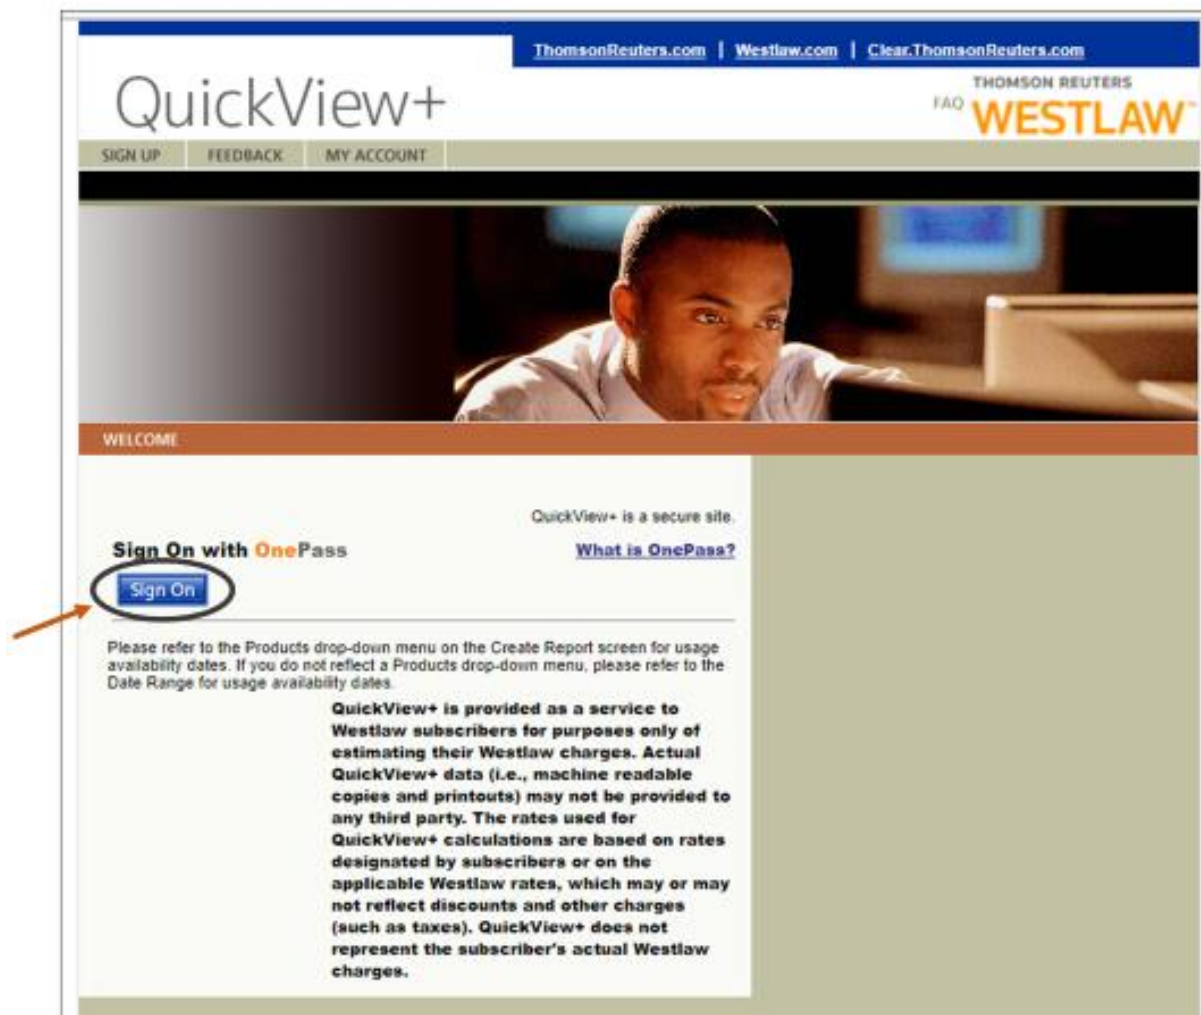 ThomsonReuters.com | Westlaw.com | Clear.ThomsonReuters.com
QuickView+
THOMSON REUTERS
FAQ WESTLAW™
SIGN UP FEEDBACK MY ACCOUNT
WELCOME
QuickView+ is a secure site.
Sign On with OnePass What is OnePass?
Sign On
Please refer to the Products drop-down menu on the Create Report screen for usage
availability dates. If you do not reflect a Products drop-down menu, please refer to the
Date Range for usage availability dates.
QuickView+ is provided as a service to
Westlaw subscribers for purposes only of
estimating their Westlaw charges. Actual
QuickView+ data (i.e., machine readable
copies and printouts) may not be provided to
any third party. The rates used for
QuickView+ calculations are based on rates
designated by subscribers or on the
applicable Westlaw rates, which may or may
not reflect discounts and other charges
(such as taxes). QuickView+ does not
represent the subscriber's actual Westlaw
charges.